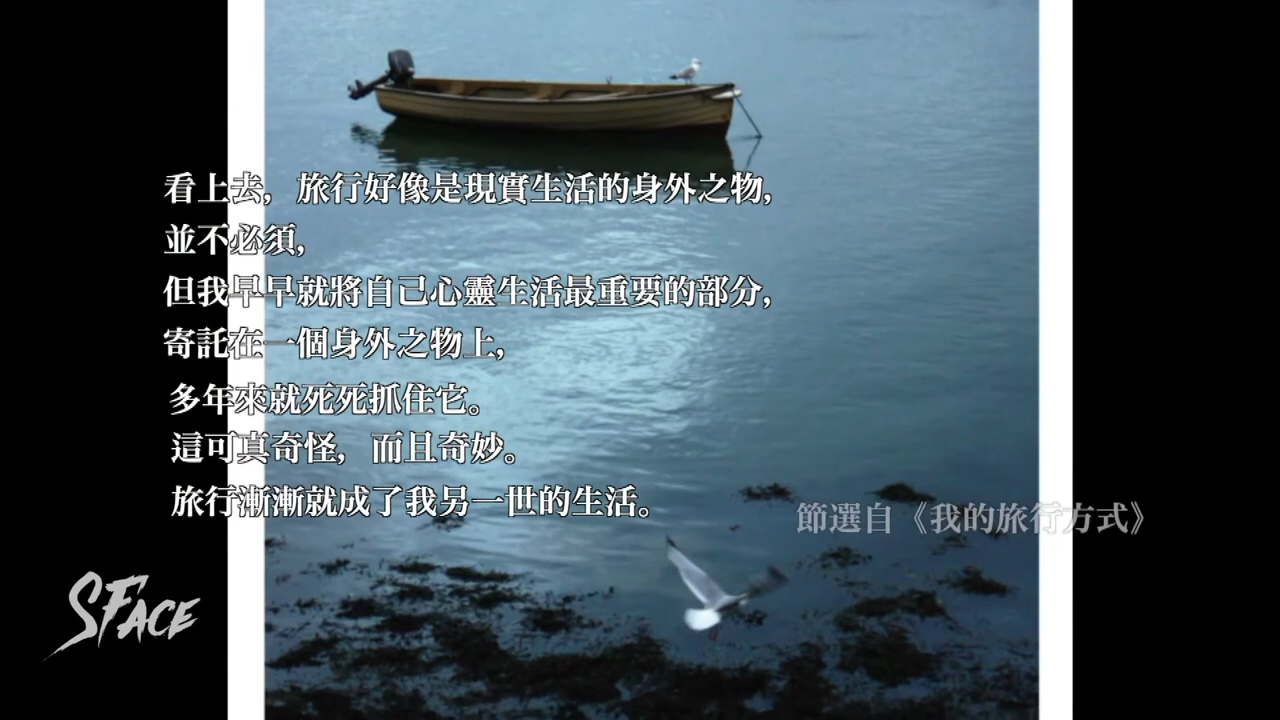 看上去，旅行好像是現實生活的身外之物，
並不必須，
但我早早就將自己心靈生活最重要的部分，
寄託在一個身外之物上，
多年來就死死抓住它。
這可真奇怪，而且奇妙。
旅行漸漸就成了我另一世的生活。
節選自《我的旅行方式》
SFACE